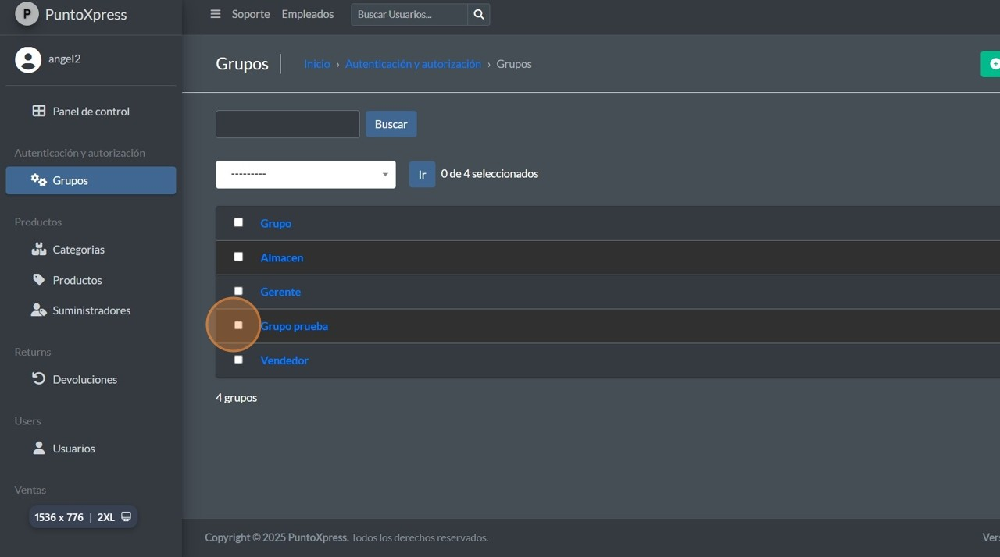 P PuntoXpress
Soporte Empleados Buscar Usuarios...
angel2
Grupos Inicio › Autenticación y autorización › Grupos
Panel de control
Buscar
Autenticación y autorización
Grupos
--------- Ir 0 de 4 seleccionados
Productos
Categorias
Productos
Suministradores
Grupo
Almacen
Gerente
Grupo prueba
Vendedor
4 grupos
Returns
Devoluciones
Users
Usuarios
Ventas
1536 x 776 | 2XL
Copyright © 2025 PuntoXpress. Todos los derechos reservados.
Vers